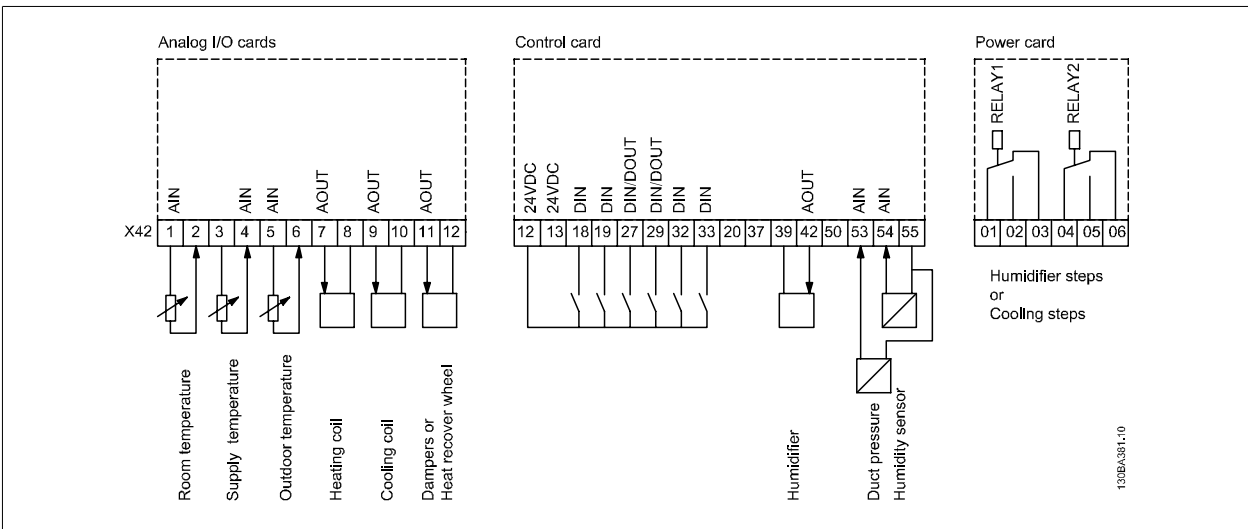 Analog I/O cards
Control card
Power card
AIN
AIN
AIN
AOUT
AOUT
AOUT
24VDC
24VDC
DIN
DIN
DIN/DOUT
DIN/DOUT
DIN
DIN
AOUT
AIN
AIN
RELAY1
RELAY2
X42 1 2 3 4 5 6 7 8 9 10 11 12
12 13 18 19 27 29 32 33 20 37 39 42 50 53 54 55
01 02 03 04 05 06
Humidifier steps
or
Cooling steps
Room temperature
Supply temperature
Outdoor temperature
Heating coil
Cooling coil
Dampers or
Heat recover wheel
Humidifier
Duct pressure
Humidity sensor
130BA381.10